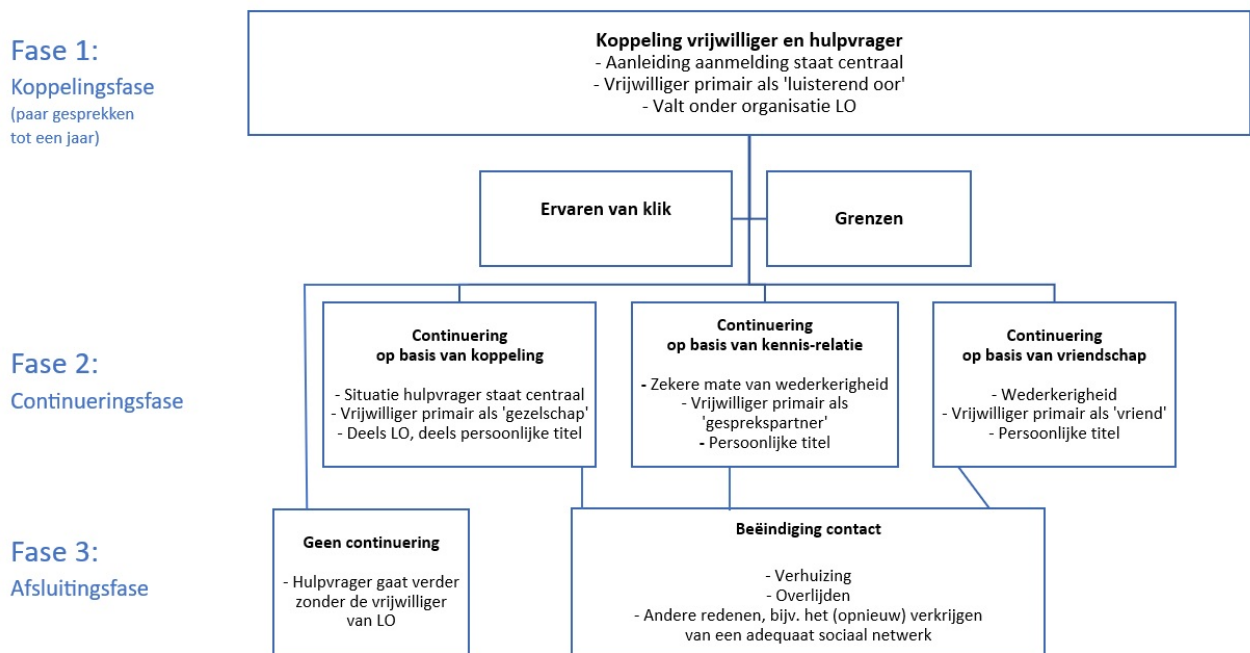 Fase 1:
Koppelingsfase
(paar gesprekken
tot een jaar)
Koppeling vrijwilliger en hulpvrager
- Aanleiding aanmelding staat centraal
- Vrijwilliger primair als 'luisterend oor'
- Valt onder organisatie LO
Ervaren van klik
Grenzen
Fase 2:
Continueringsfase
Continuering
op basis van koppeling
- Situatie hulpvrager staat centraal
- Vrijwilliger primair als 'gezelschap'
- Deels LO, deels persoonlijke titel
Continuering
op basis van kennis-relatie
- Zekere mate van wederkerigheid
- Vrijwilliger primair als
'gesprekspartner'
- Persoonlijke titel
Continuering
op basis van vriendschap
- Wederkerigheid
- Vrijwilliger primair als 'vriend'
- Persoonlijke titel
Fase 3:
Afsluitingsfase
Geen continuering
- Hulpvrager gaat verder
zonder de vrijwilliger
van LO
Beëindiging contact
- Verhuizing
- Overlijden
- Andere redenen, bijv. het (opnieuw) verkrijgen
van een adequaat sociaal netwerk